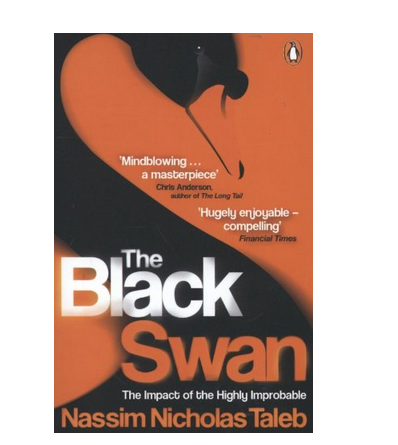 'Mindblowing ...
a masterpiece'
Chris Anderson,
author of The Long Tail
'Hugely enjoyable –
compelling'
Financial Times
The
Black
Swan
The Impact of the Highly Improbable
Nassim Nicholas Taleb